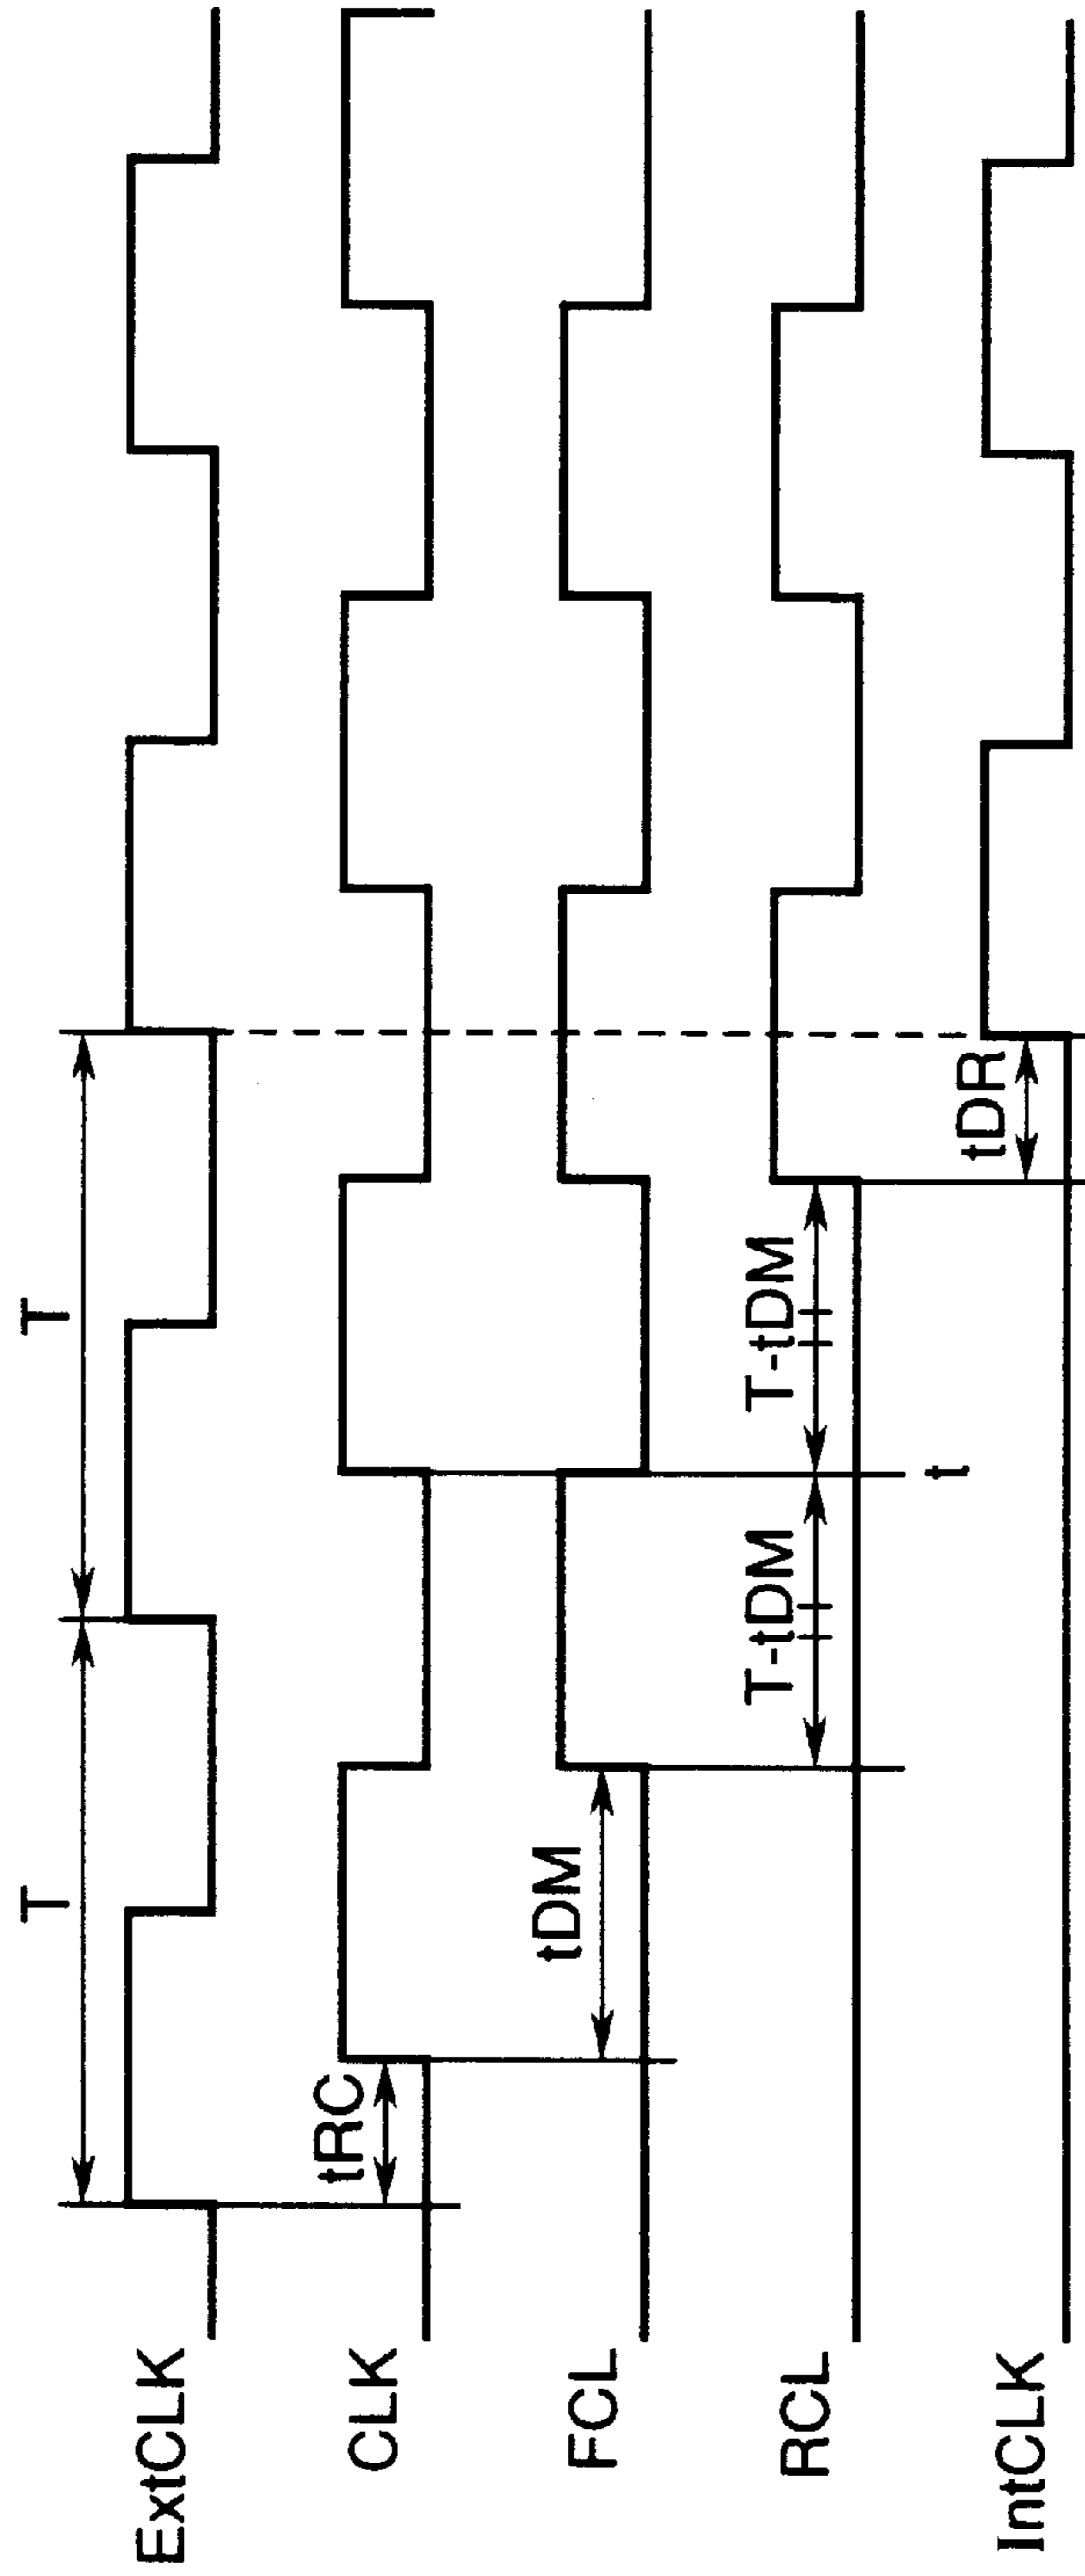 T T
ExtCLK
tRC
CLK
tDM
FCL
T-tDM T-tDM
RCL
t
tDR
IntCLK